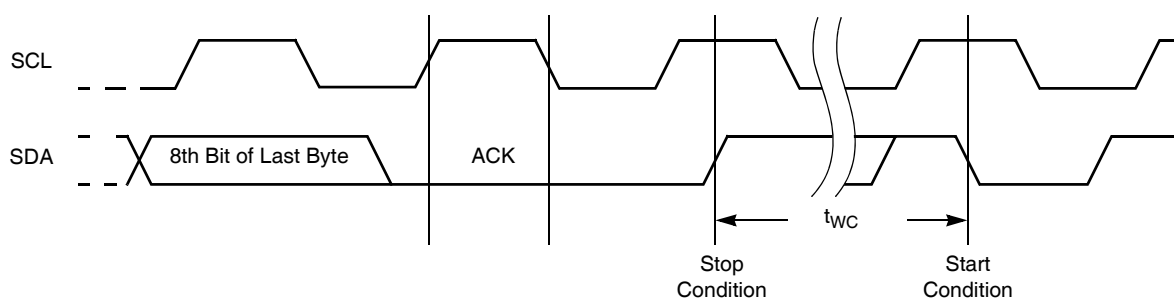 SCL
SDA
8th Bit of Last Byte
ACK
tWC
Stop
Condition
Start
Condition